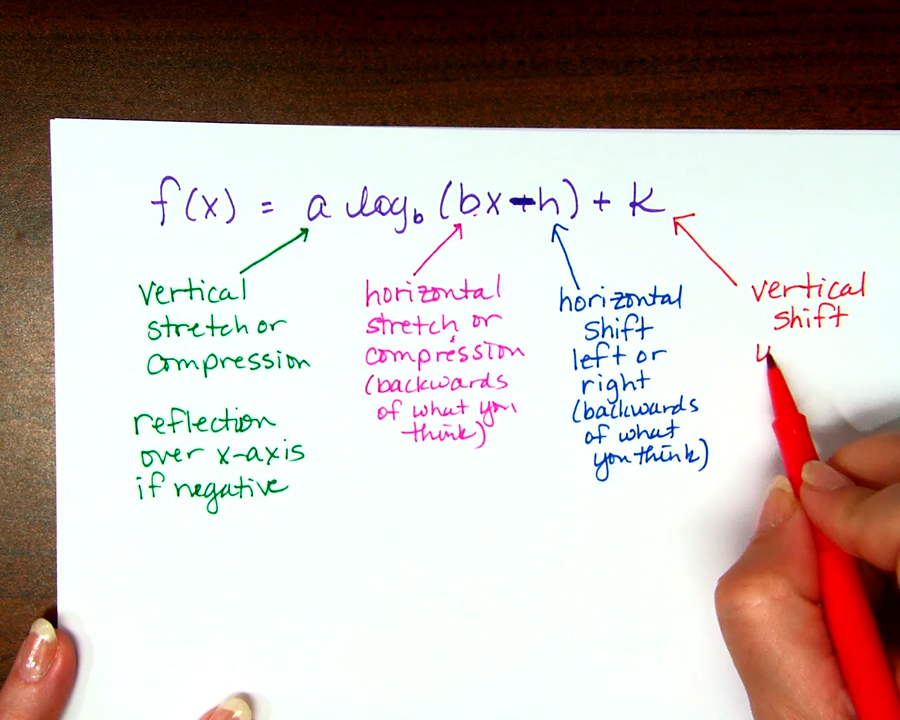 f(x) = a log_b (bx+h) + k
vertical
stretch or
compression
reflection
over x-axis
if negative
horizontal
stretch or
compression
(backwards
of what you
think)
horizontal
shift
left or
right
(backwards
of what
you think)
vertical
shift
u